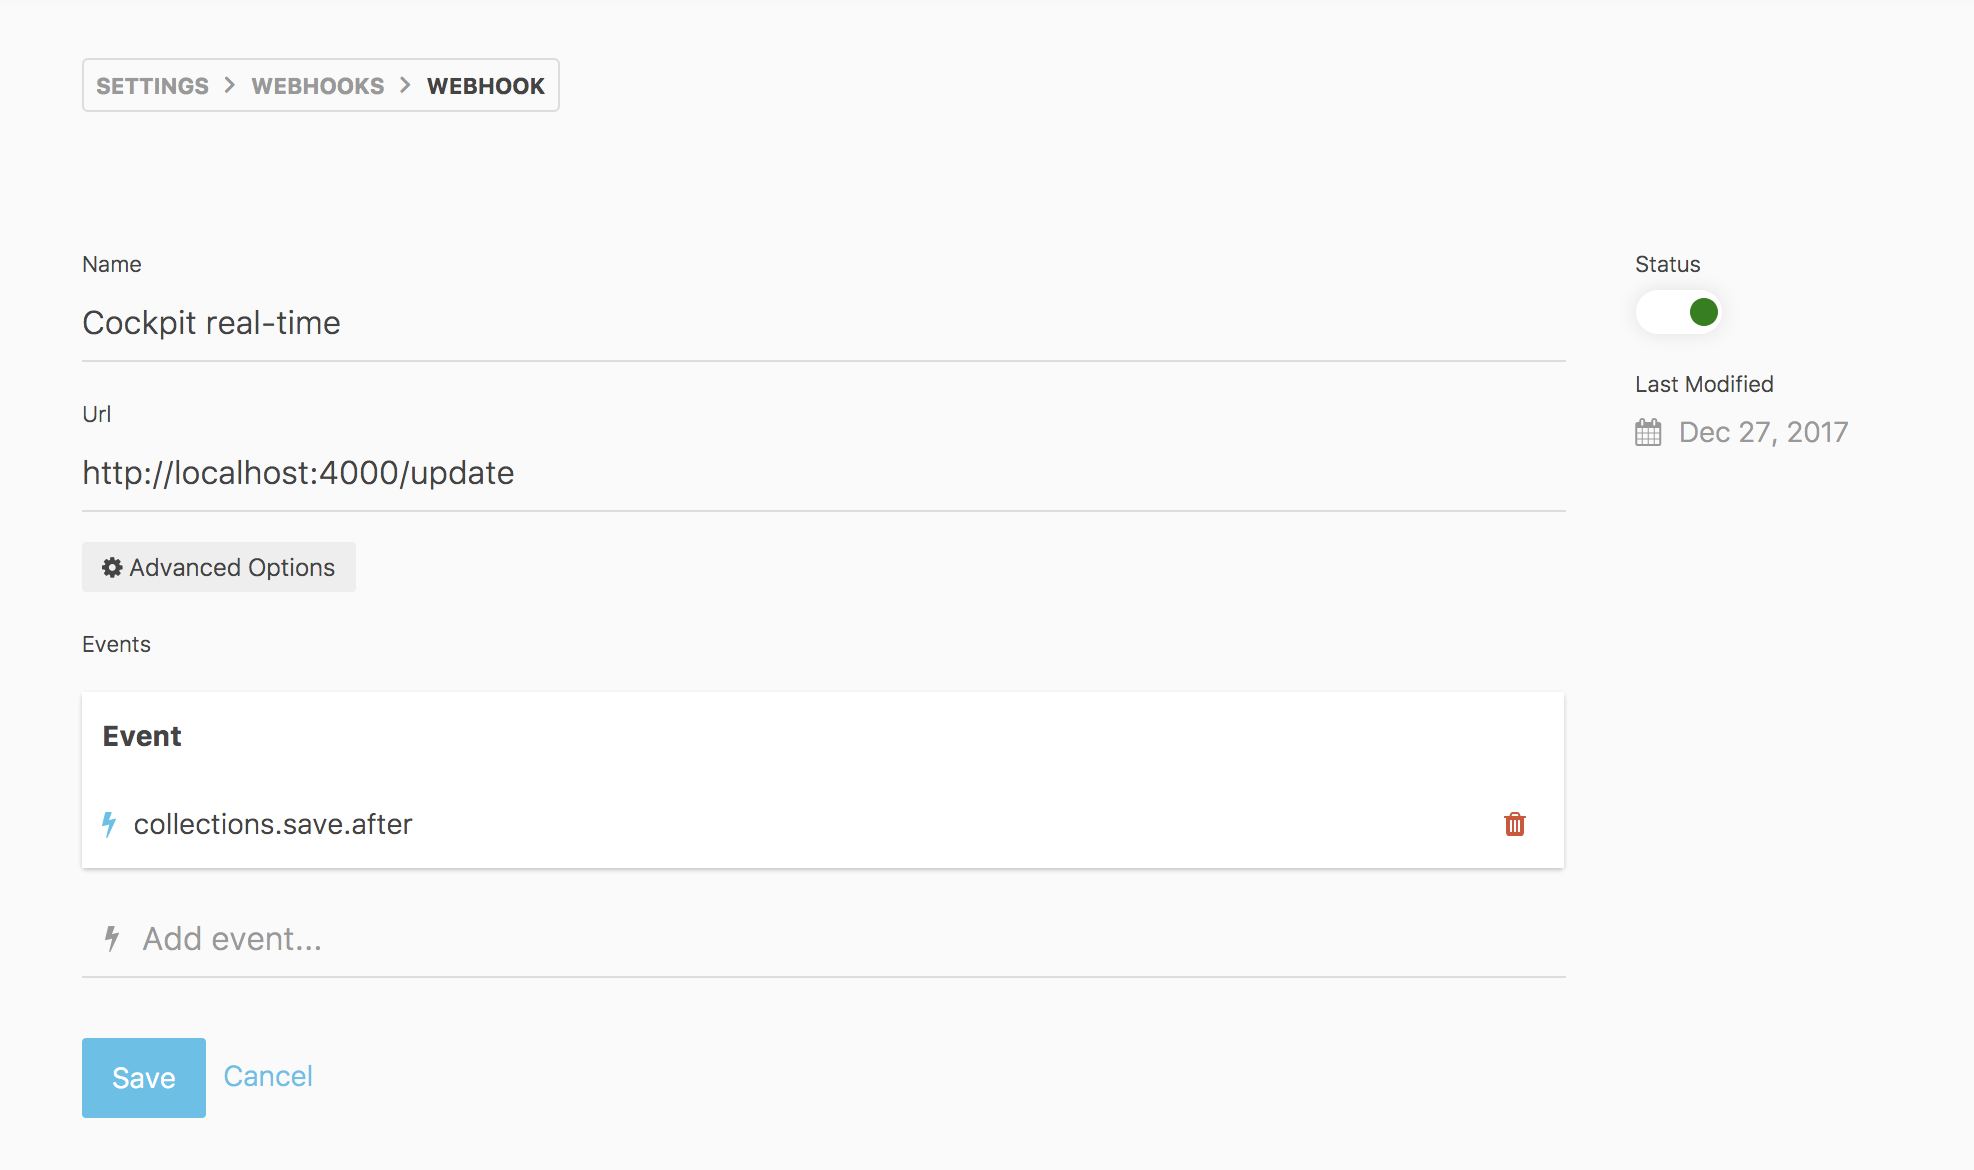 SETTINGS > WEBHOOKS > WEBHOOK
Name
Cockpit real-time
Url
http://localhost:4000/update
Advanced Options
Events
Event
collections.save.after
Add event...
Save Cancel
Status
Last Modified
Dec 27, 2017